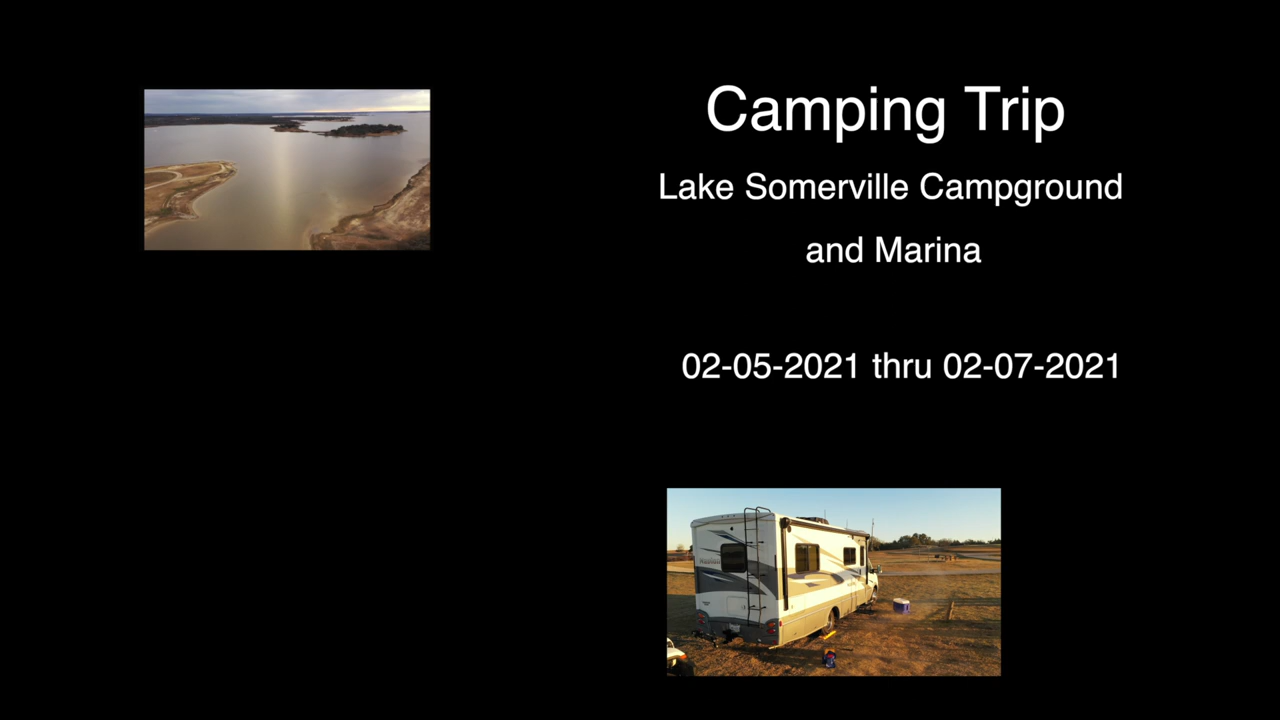 Camping Trip
Lake Somerville Campground
and Marina
02-05-2021 thru 02-07-2021